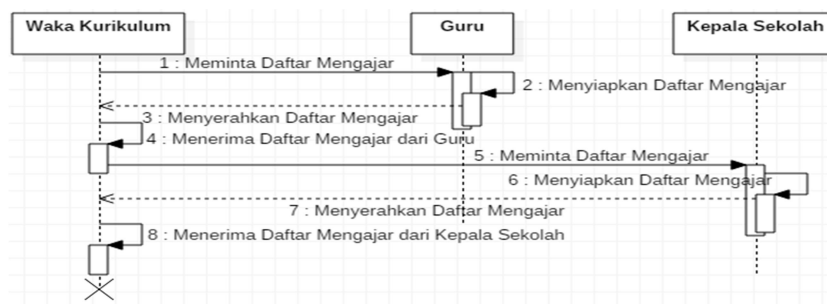 Waka Kurikulum
Guru
Kepala Sekolah
1 : Meminta Daftar Mengajar
2 : Menyiapkan Daftar Mengajar
3 : Menyerahkan Daftar Mengajar
4 : Menerima Daftar Mengajar dari Guru
5 : Meminta Daftar Mengajar
6 : Menyiapkan Daftar Mengajar
7 : Menyerahkan Daftar Mengajar
8 : Menerima Daftar Mengajar dari Kepala Sekolah